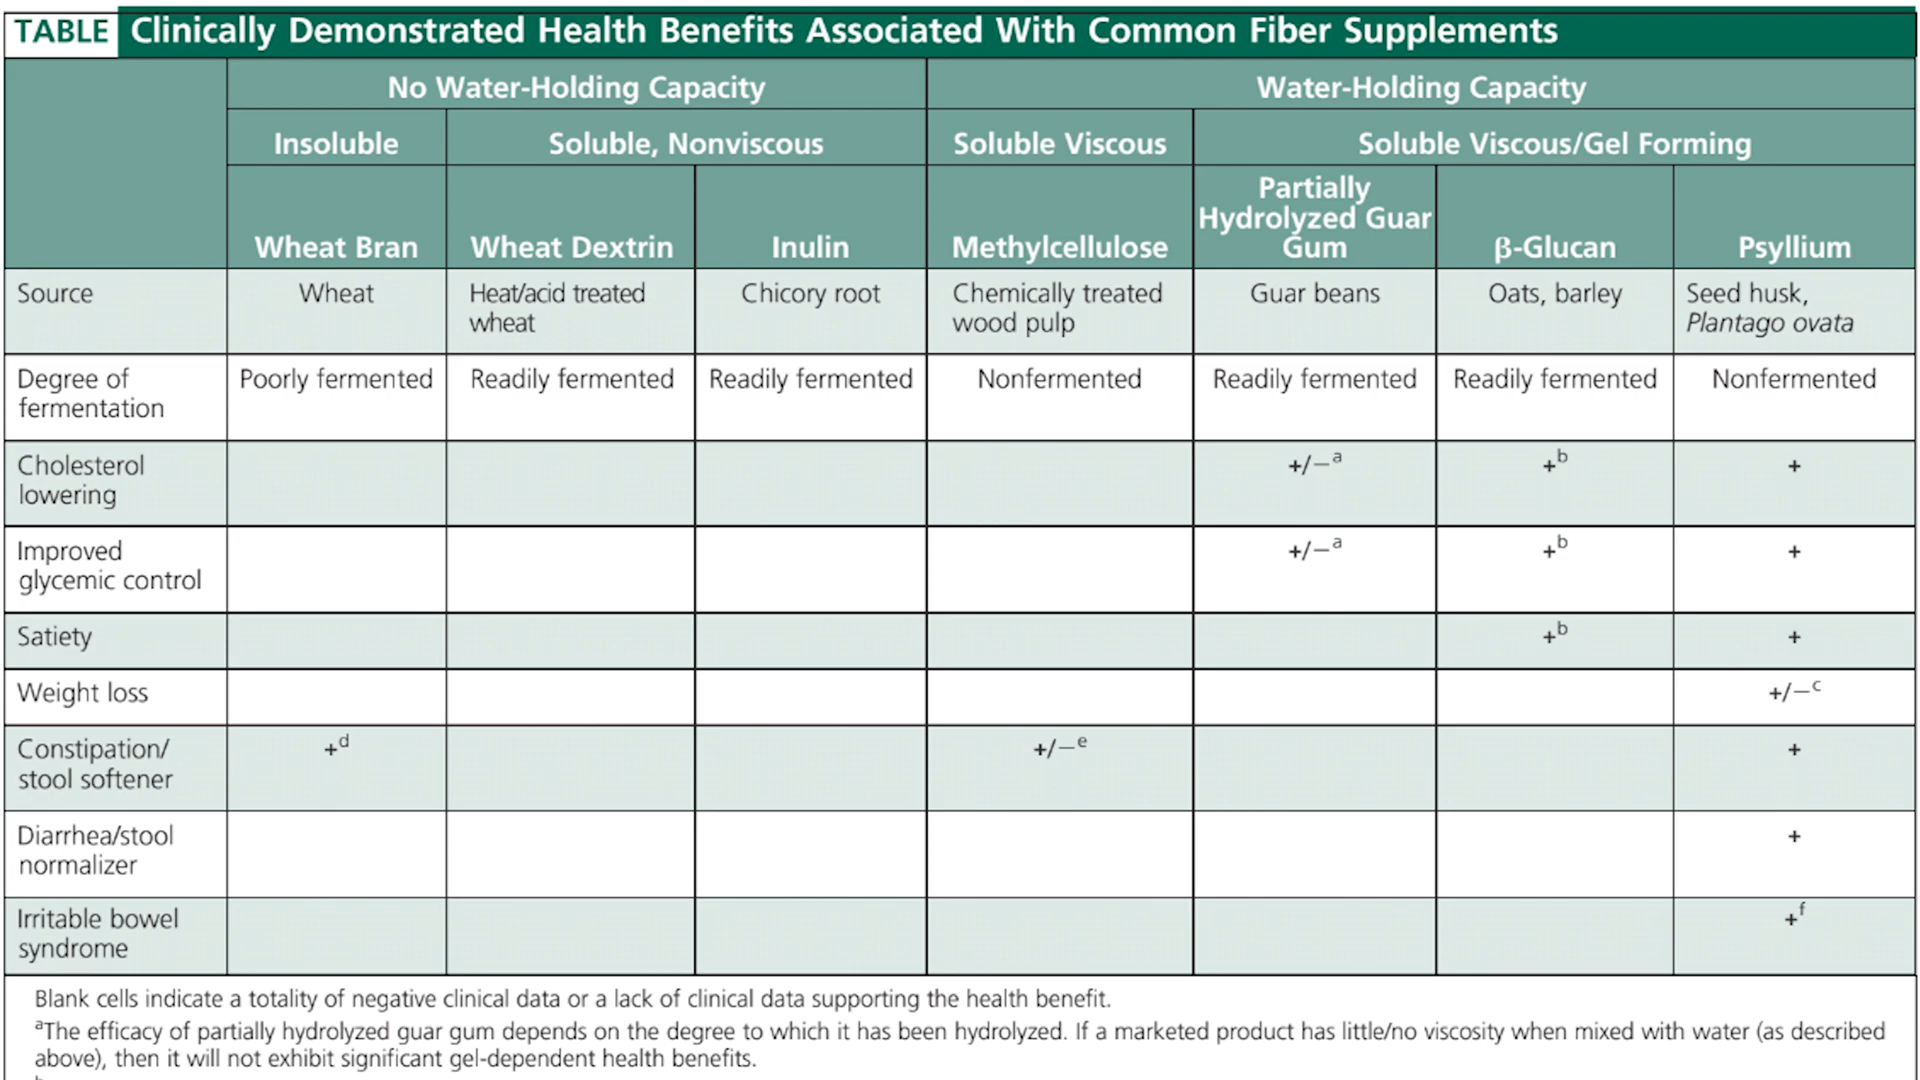 TABLE Clinically Demonstrated Health Benefits Associated With Common Fiber Supplements
No Water-Holding Capacity Water-Holding Capacity
Insoluble Soluble, Nonviscous Soluble Viscous Soluble Viscous/Gel Forming
Wheat Bran Wheat Dextrin Inulin Methylcellulose Partially Hydrolyzed Guar Gum β-Glucan Psyllium
Source Wheat Heat/acid treated wheat Chicory root Chemically treated wood pulp Guar beans Oats, barley Seed husk, Plantago ovata
Degree of fermentation Poorly fermented Readily fermented Readily fermented Nonfermented Readily fermented Readily fermented Nonfermented
Cholesterol lowering +/−a +b +
Improved glycemic control +/−a +b +
Satiety +b +
Weight loss +/−c
Constipation/stool softener +d +/−e +
Diarrhea/stool normalizer +
Irritable bowel syndrome +f
Blank cells indicate a totality of negative clinical data or a lack of clinical data supporting the health benefit.
aThe efficacy of partially hydrolyzed guar gum depends on the degree to which it has been hydrolyzed. If a marketed product has little/no viscosity when mixed with water (as described
above), then it will not exhibit significant gel-dependent health benefits.